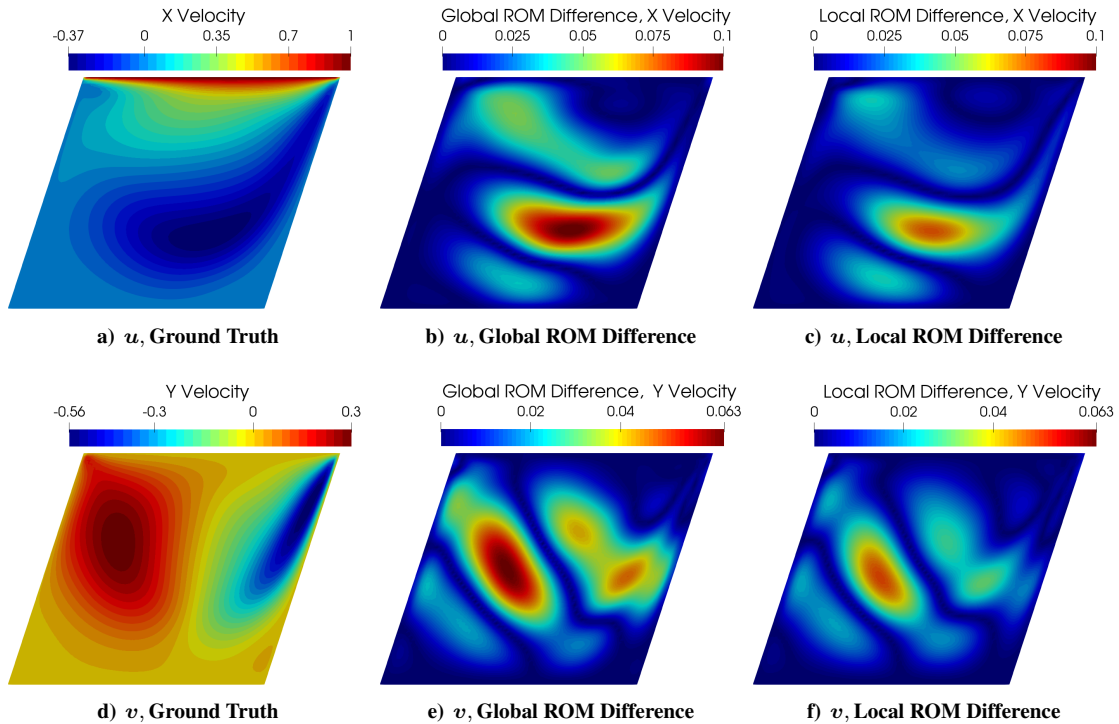 X Velocity
-0.37 0 0.35 0.7 1
Global ROM Difference, X Velocity
0 0.025 0.05 0.075 0.1
Local ROM Difference, X Velocity
0 0.025 0.05 0.075 0.1
a) u, Ground Truth
b) u, Global ROM Difference
c) u, Local ROM Difference
Y Velocity
-0.56 -0.3 0 0.3
Global ROM Difference, Y Velocity
0 0.02 0.04 0.063
Local ROM Difference, Y Velocity
0 0.02 0.04 0.063
d) v, Ground Truth
e) v, Global ROM Difference
f) v, Local ROM Difference